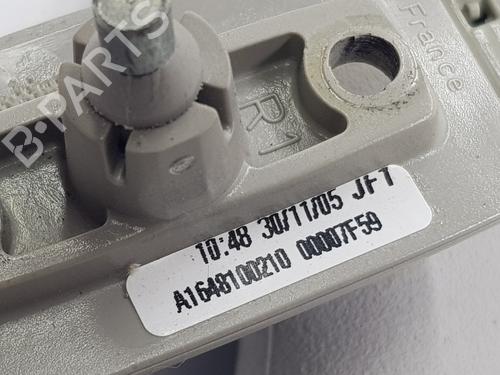 France
R1
B-PARTS
10:48 30/11/05 JF1
A1648100210 00007F59